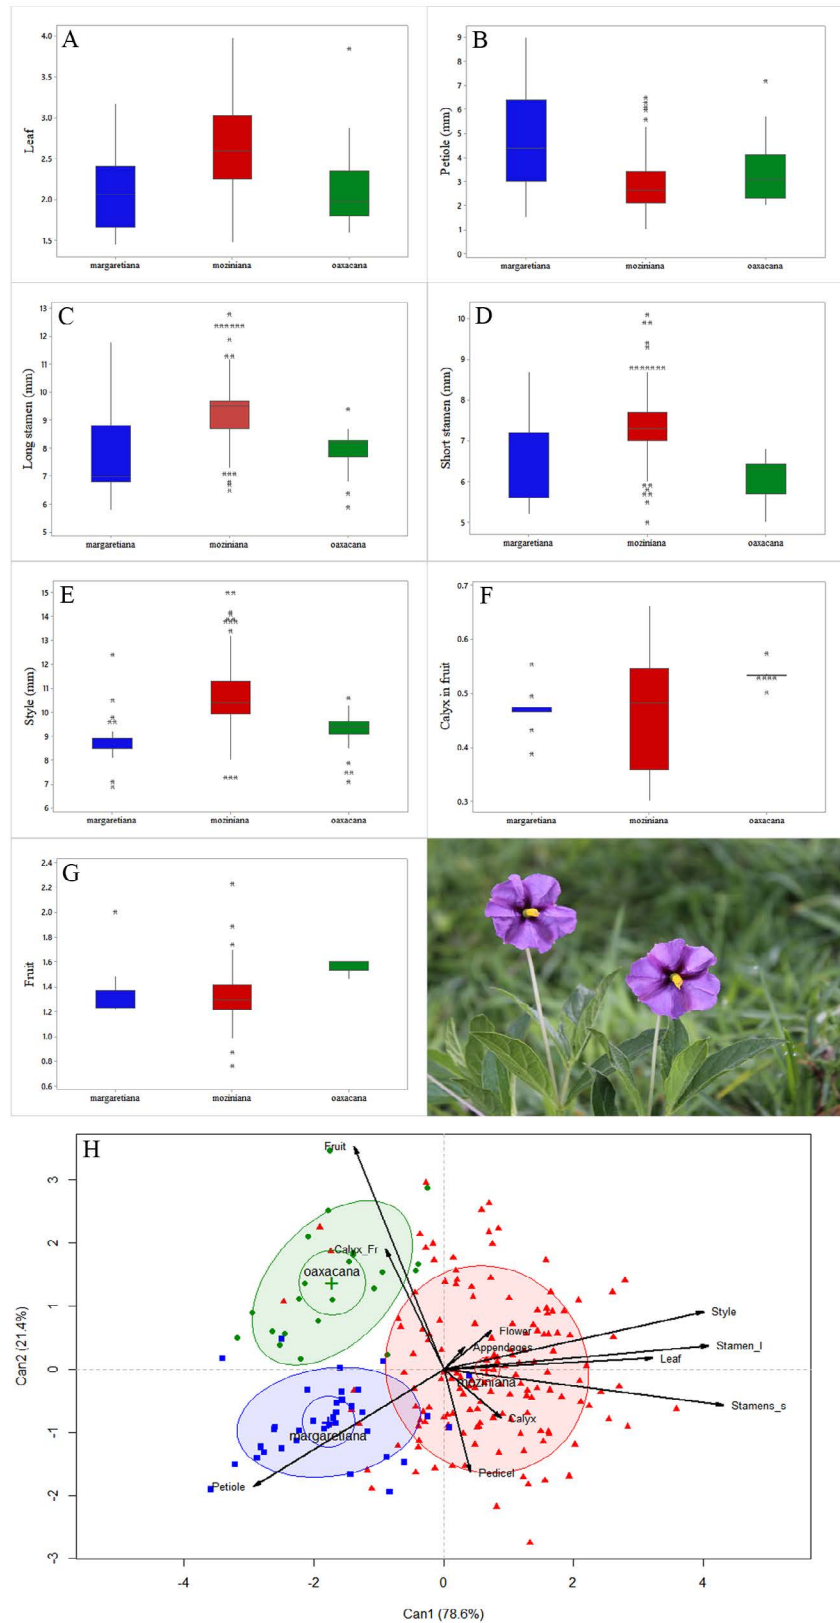 A
Leaf
4.0
3.5
3.0
2.5
2.0
1.5
margaretiana moziniana oaxacana
B
Petiole (mm)
9
8
7
6
5
4
3
2
1
0
margaretiana moziniana oaxacana
C
Long stamen (mm)
13
12
11
10
9
8
7
6
5
margaretiana moziniana oaxacana
D
Short stamen (mm)
10
9
8
7
6
5
margaretiana moziniana oaxacana
E
Style (mm)
15
14
13
12
11
10
9
8
7
6
margaretiana moziniana oaxacana
F
Calyx in fruit
0.7
0.6
0.5
0.4
0.3
margaretiana moziniana oaxacana
G
Fruit
2.4
2.2
2.0
1.8
1.6
1.4
1.2
1.0
0.8
0.6
margaretiana moziniana oaxacana
H
Can2 (21.4%)
3
2
1
0
-1
-2
-3
Fruit
Calyx_Fr
oaxacana
Style
Flower
Stamen_l
Appendages
Leaf
moziniana
Stamens_s
Calyx
margaretiana
Pedicel
Petiole
-4 -2 0 2 4
Can1 (78.6%)